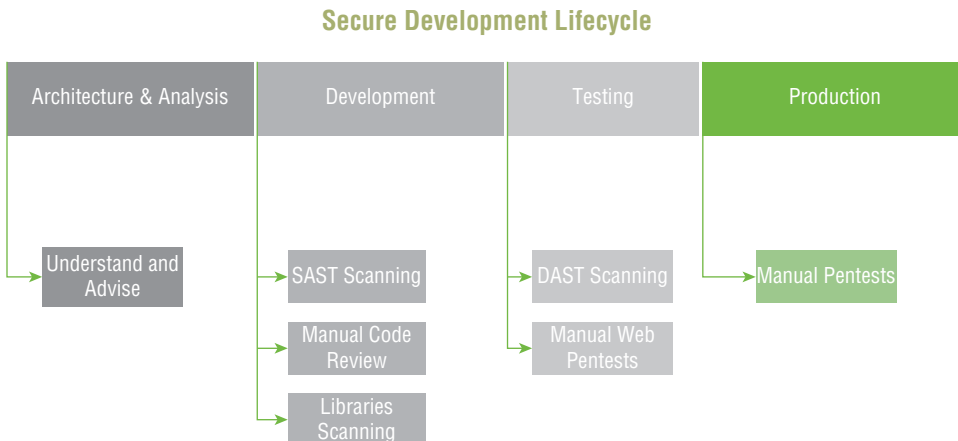 Secure Development Lifecycle
Architecture & Analysis
Development
Testing
Production
Understand and
Advise
SAST Scanning
Manual Code
Review
Libraries
Scanning
DAST Scanning
Manual Web
Pentests
Manual Pentests